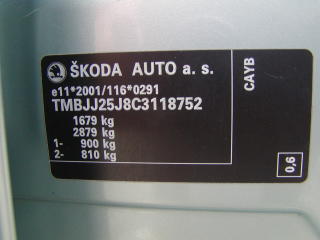 ŠKODA AUTO a. s.
e11*2001/116*0291
TMBJJ25J8C3118752
1679 kg
2879 kg
1- 900 kg
2- 810 kg
CAYB
0,6